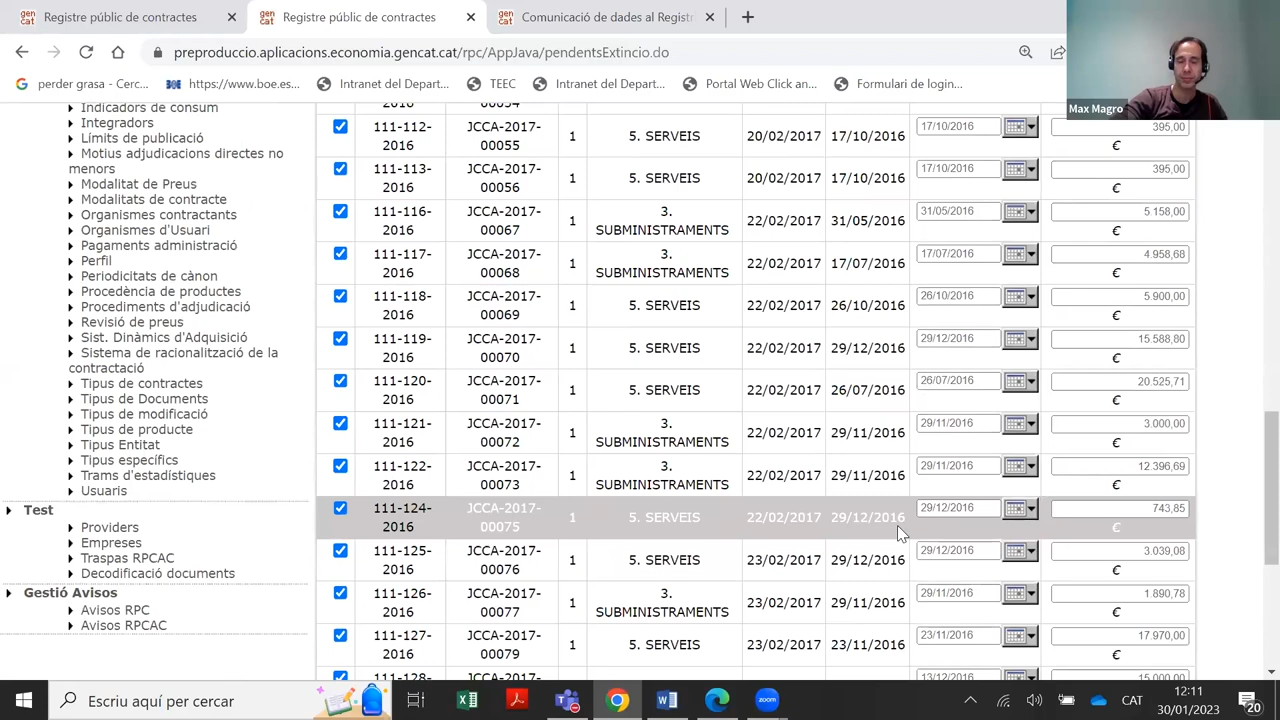 gencat Registre públic de contractes
gencat Registre públic de contractes
gencat Comunicació de dades al Registr
preproduccio.aplicacions.economia.gencat.cat/rpc/AppJava/pendentsExtincio.do
perder grasa - Cerc...
https://www.boe.es...
Intranet del Depart...
TEEC
Intranet del Depart...
Portal Web Click an...
Formulari de login...
Max Magro
Indicadors de consum
Integradors
Límits de publicació
Motius adjudicacions directes no
menors
Modalitat de Preus
Modalitats de contracte
Organismes contractants
Organismes d'Usuari
Pagaments administració
Perfil
Periodicitats de cànon
Procedència de productes
Procediments d'adjudicació
Revisió de preus
Sist. Dinàmics d'Adquisició
Sistema de racionalització de la
contractació
Tipus de contractes
Tipus de Documents
Tipus de modificació
Tipus de producte
Tipus Entitat
Tipus específics
Trams d'estadístiques
Usuaris
Test
Providers
Empreses
Traspas RPCAC
Decodificació documents
Gestió Avisos
Avisos RPC
Avisos RPCAC
2016 00054 €
111-112-2016 JCCA-2017-00055 1 5. SERVEIS 20/02/2017 17/10/2016 17/10/2016 395,00 €
111-113-2016 JCCA-2017-00056 1 5. SERVEIS 20/02/2017 17/10/2016 17/10/2016 395,00 €
111-116-2016 JCCA-2017-00067 1 3. SUBMINISTRAMENTS 22/02/2017 31/05/2016 31/05/2016 5.158,00 €
111-117-2016 JCCA-2017-00068 1 3. SUBMINISTRAMENTS 22/02/2017 17/07/2016 17/07/2016 4.958,68 €
111-118-2016 JCCA-2017-00069 1 5. SERVEIS 22/02/2017 26/10/2016 26/10/2016 5.900,00 €
111-119-2016 JCCA-2017-00070 1 5. SERVEIS 22/02/2017 29/12/2016 29/12/2016 15.588,80 €
111-120-2016 JCCA-2017-00071 1 5. SERVEIS 22/02/2017 26/07/2016 26/07/2016 20.525,71 €
111-121-2016 JCCA-2017-00072 1 3. SUBMINISTRAMENTS 22/02/2017 29/11/2016 29/11/2016 3.000,00 €
111-122-2016 JCCA-2017-00073 1 3. SUBMINISTRAMENTS 22/02/2017 29/11/2016 29/11/2016 12.396,69 €
111-124-2016 JCCA-2017-00075 1 5. SERVEIS 22/02/2017 29/12/2016 29/12/2016 743,85 €
111-125-2016 JCCA-2017-00076 1 5. SERVEIS 23/02/2017 29/12/2016 29/12/2016 3.039,08 €
111-126-2016 JCCA-2017-00077 1 3. SUBMINISTRAMENTS 23/02/2017 29/11/2016 29/11/2016 1.890,78 €
111-127-2016 JCCA-2017-00079 1 5. SERVEIS 23/02/2017 23/11/2016 23/11/2016 17.970,00 €
111-128- JCCA-2017- 13/12/2016 15.000,00
Escriu aquí per cercar
zoom
CAT
12:11
30/01/2023
20